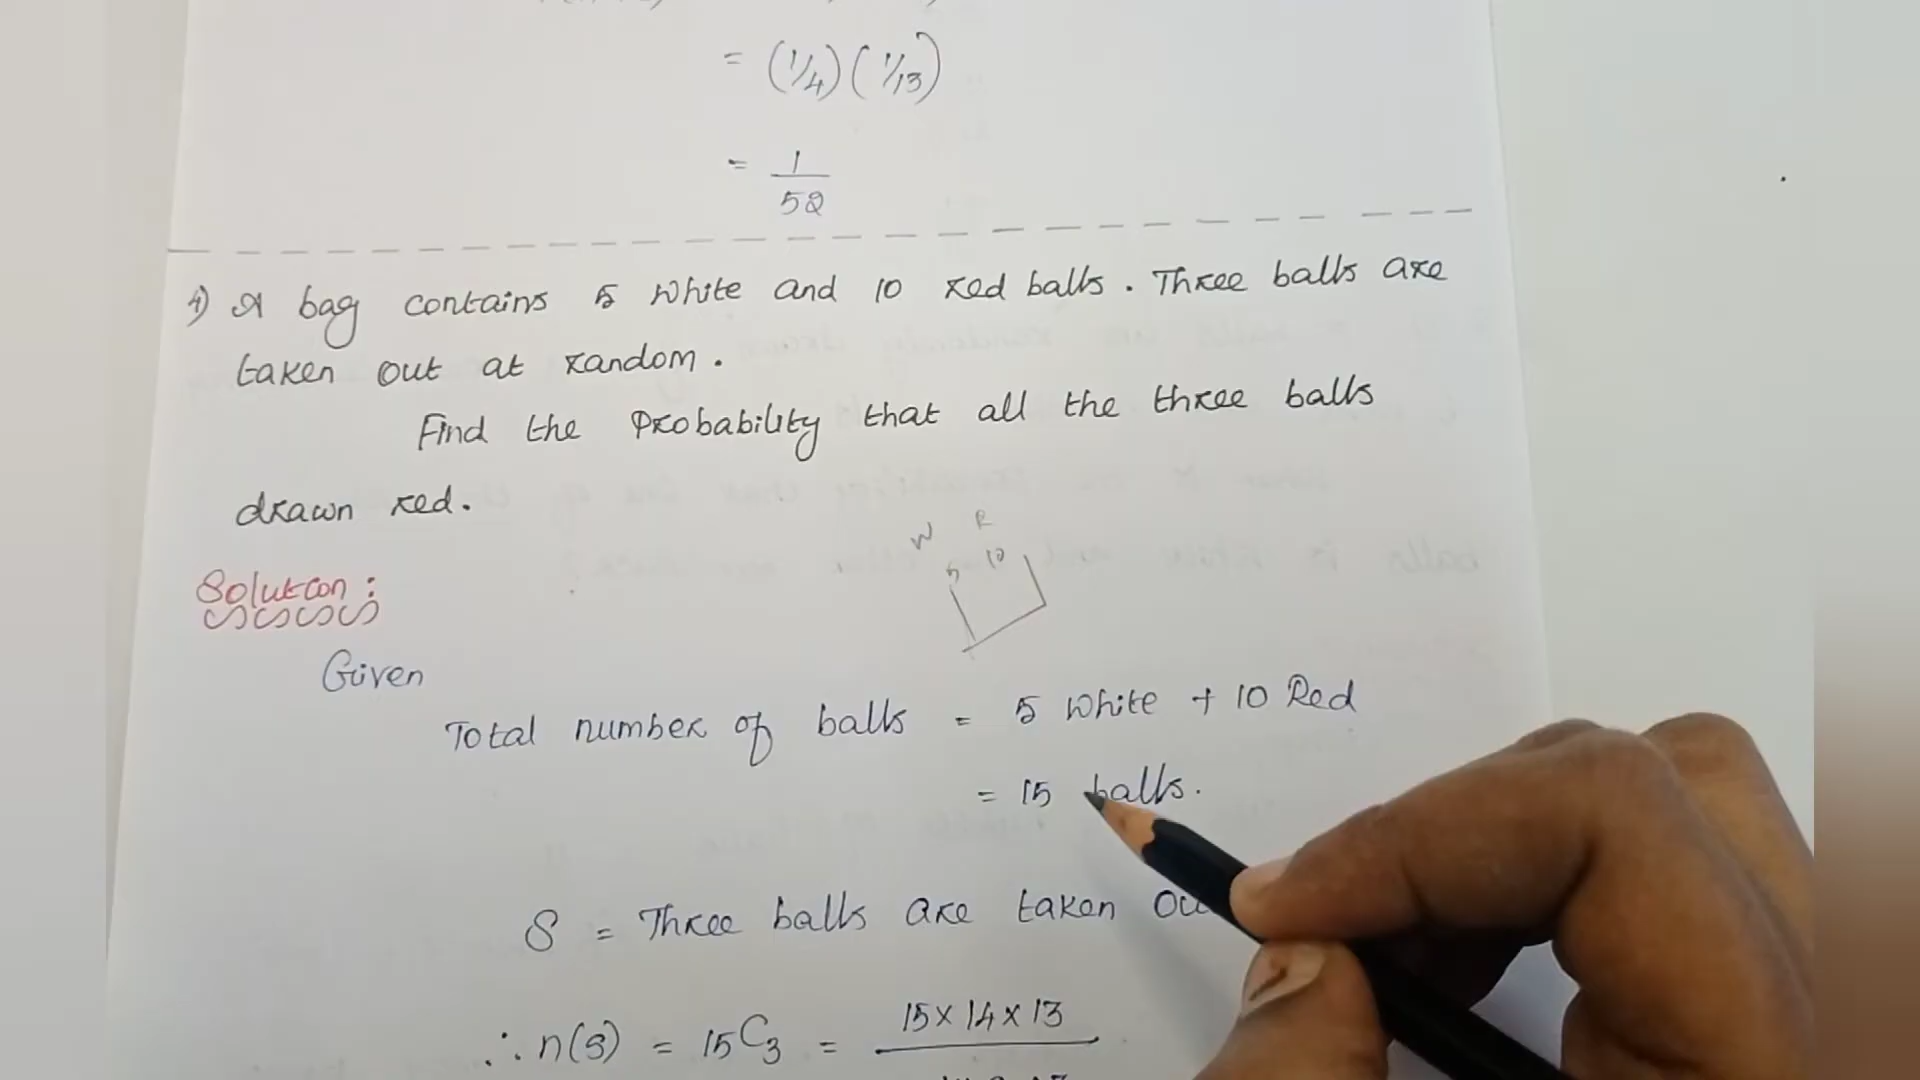 = (1/4) (1/13)
= 1/52
4) A bag contains 5 white and 10 red balls. Three balls are
taken out at random.
Find the Probability that all the three balls
drawn red.
W R
5 10
Solution:
Given
Total number of balls = 5 white + 10 Red
= 15 balls.
S = Three balls are taken
∴ n(S) = 15C3 = 15 × 14 × 13